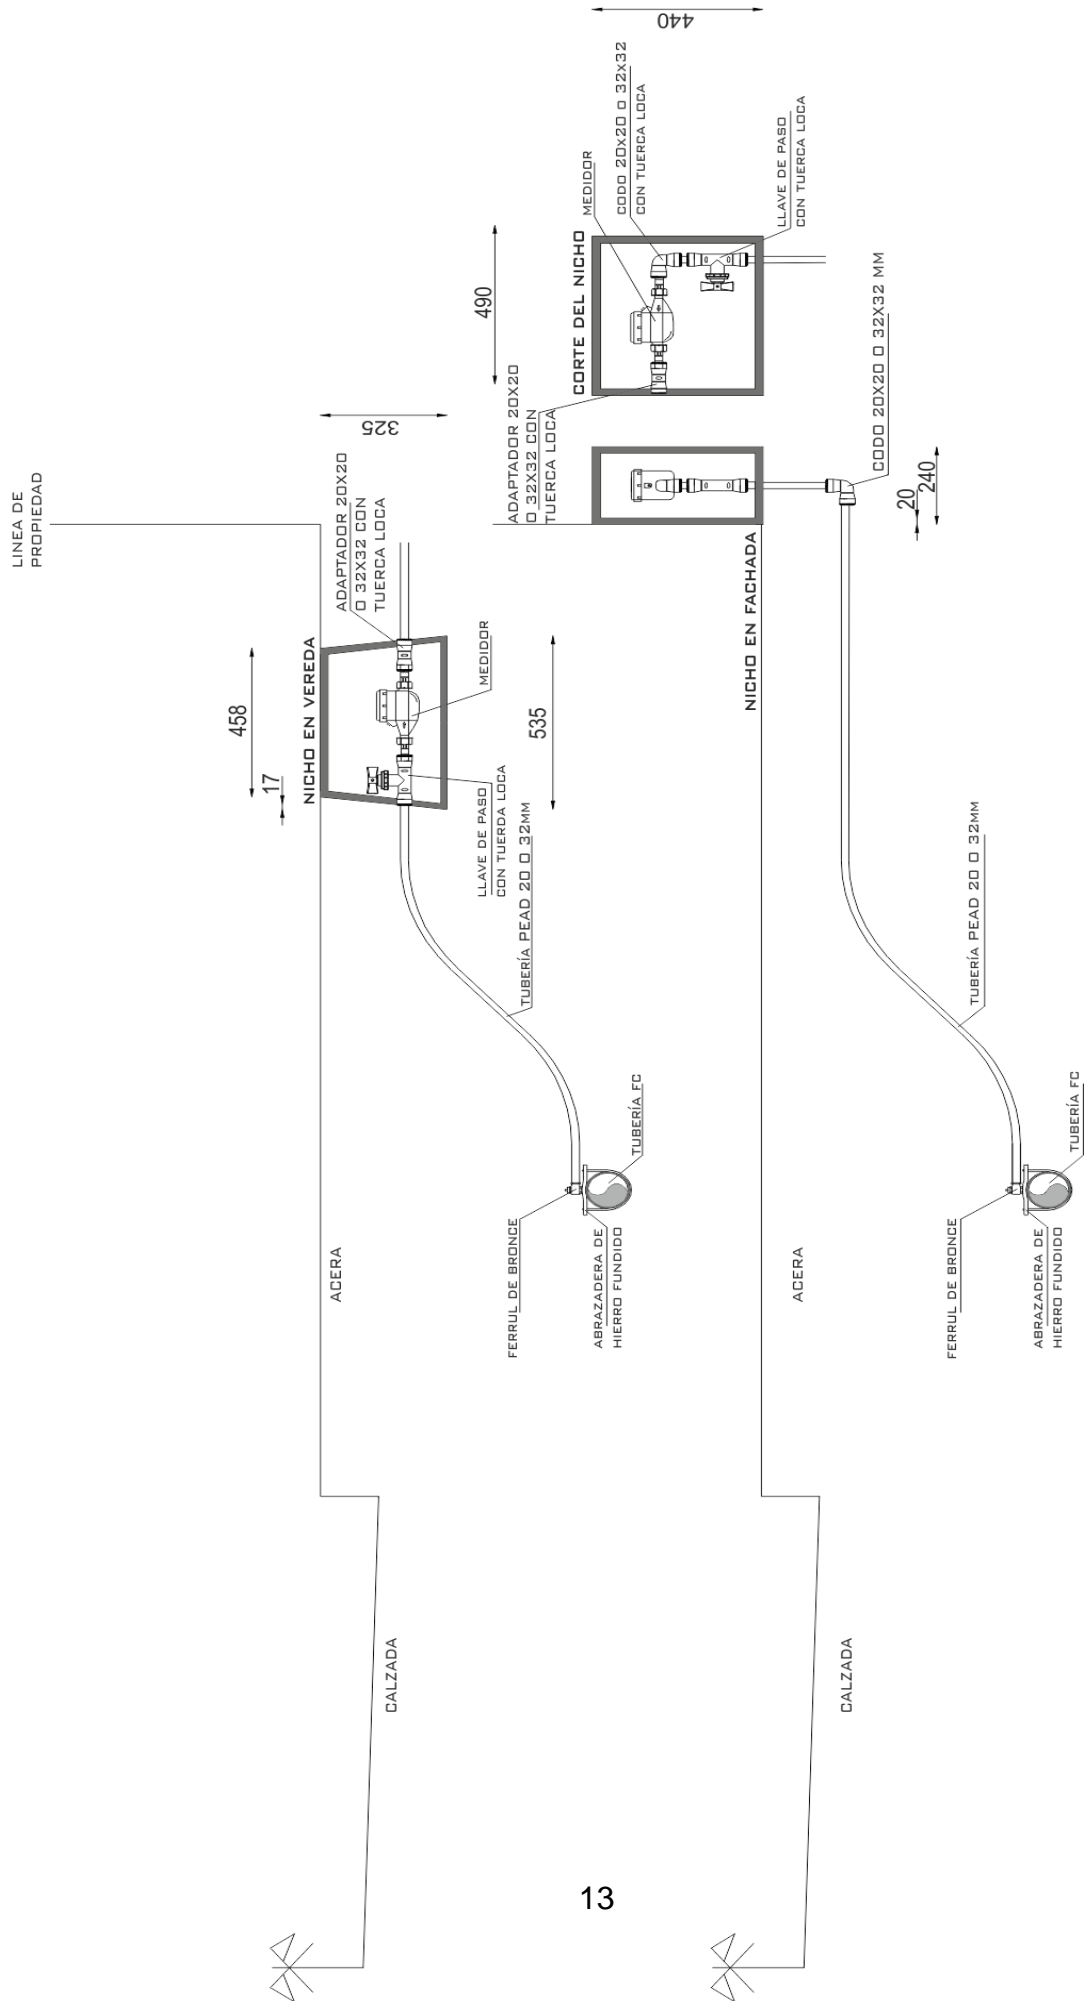 LINEA DE
PROPIEDAD
325
ADAPTADOR 20X20
O 32X32 CON
TUERCA LOCA
458
17
NICHO EN VEREDA
MEDIDOR
535
LLAVE DE PASO
CON TUERDA LOCA
TUBERÍA PEAD 20 O 32MM
TUBERÍA FC
FERRUL DE BRONCE
ABRAZADERA DE
HIERRO FUNDIDO
ACERA
CALZADA
440
CODO 20X20 O 32X32
CON TUERCA LOCA
MEDIDOR
LLAVE DE PASO
CON TUERCA LOCA
490
CORTE DEL NICHO
ADAPTADOR 20X20
O 32X32 CON
TUERCA LOCA
CODO 20X20 O 32X32 MM
20
240
NICHO EN FACHADA
TUBERÍA PEAD 20 O 32MM
TUBERÍA FC
FERRUL DE BRONCE
ABRAZADERA DE
HIERRO FUNDIDO
ACERA
CALZADA
13